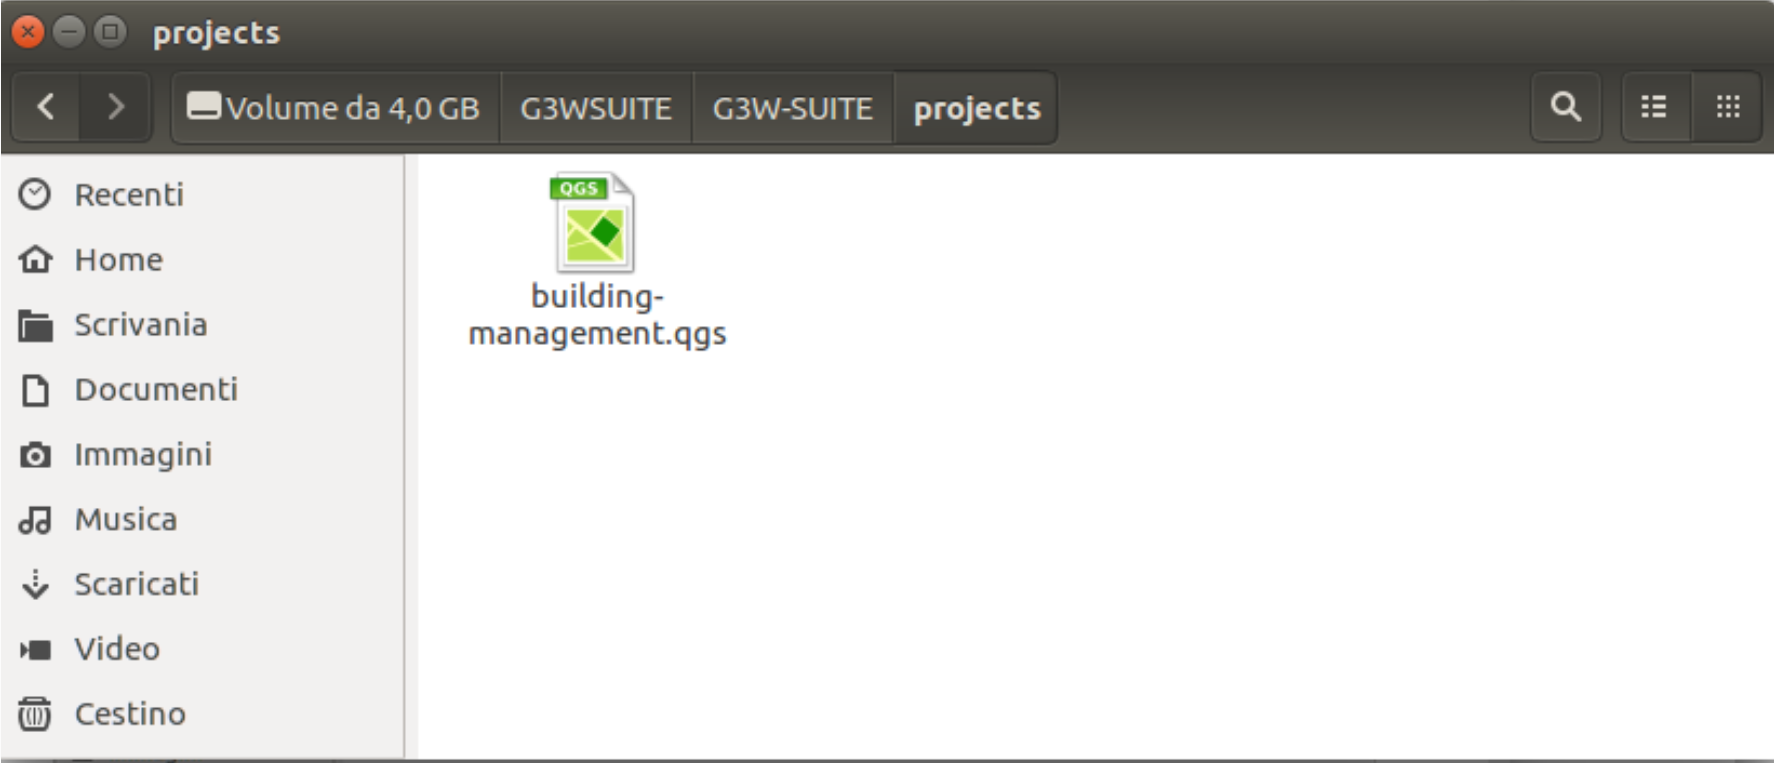 projects
Volume da 4,0 GB G3WSUITE G3W-SUITE projects
Recenti
Home
Scrivania
Documenti
Immagini
Musica
Scaricati
Video
Cestino
QGS
building-
management.qgs